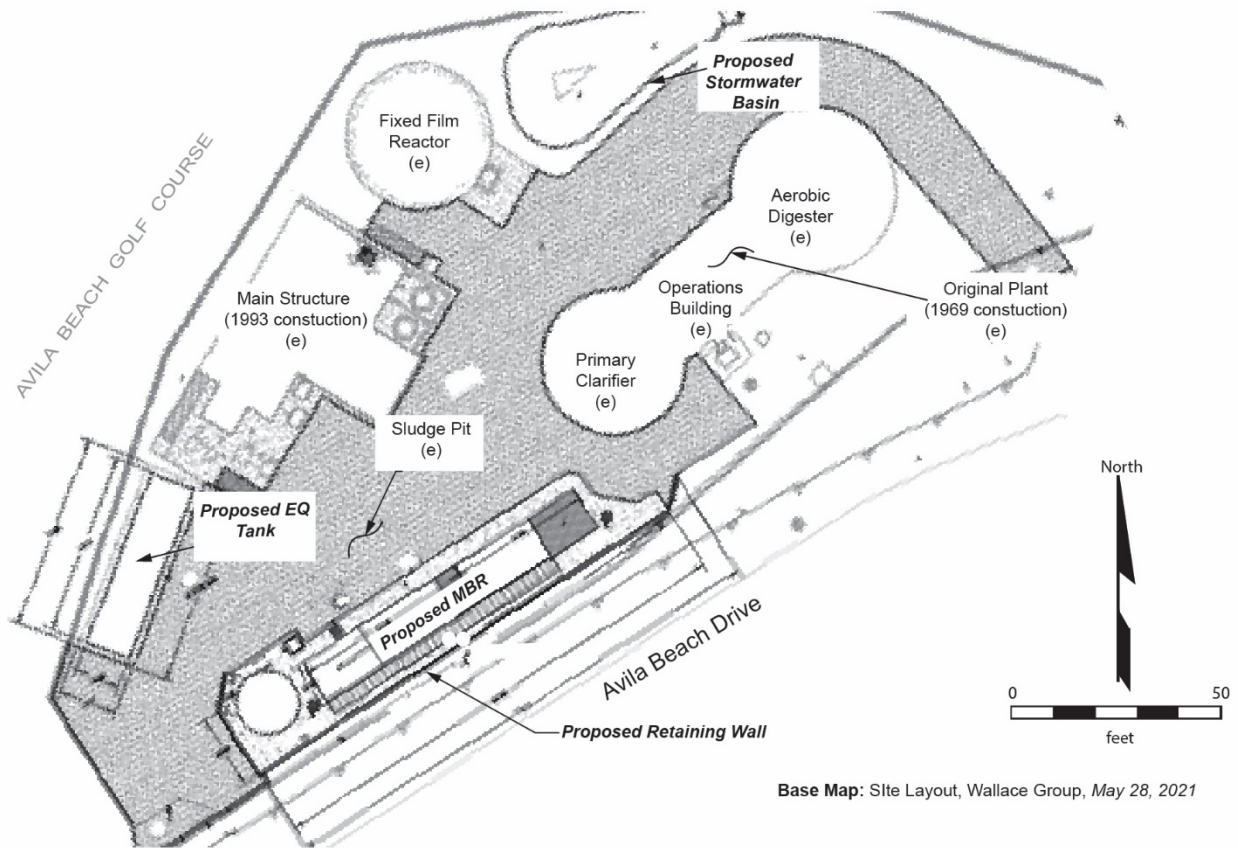 Proposed
Stormwater
Basin
Fixed Film
Reactor
(e)
AVILA BEACH GOLF COURSE
Aerobic
Digester
(e)
Main Structure
(1993 constuction)
(e)
Operations
Building
(e)
Original Plant
(1969 constuction)
(e)
Primary
Clarifier
(e)
Sludge Pit
(e)
North
Proposed EQ
Tank
Proposed MBR
Avila Beach Drive
0 50
feet
Proposed Retaining Wall
Base Map: SIte Layout, Wallace Group, May 28, 2021